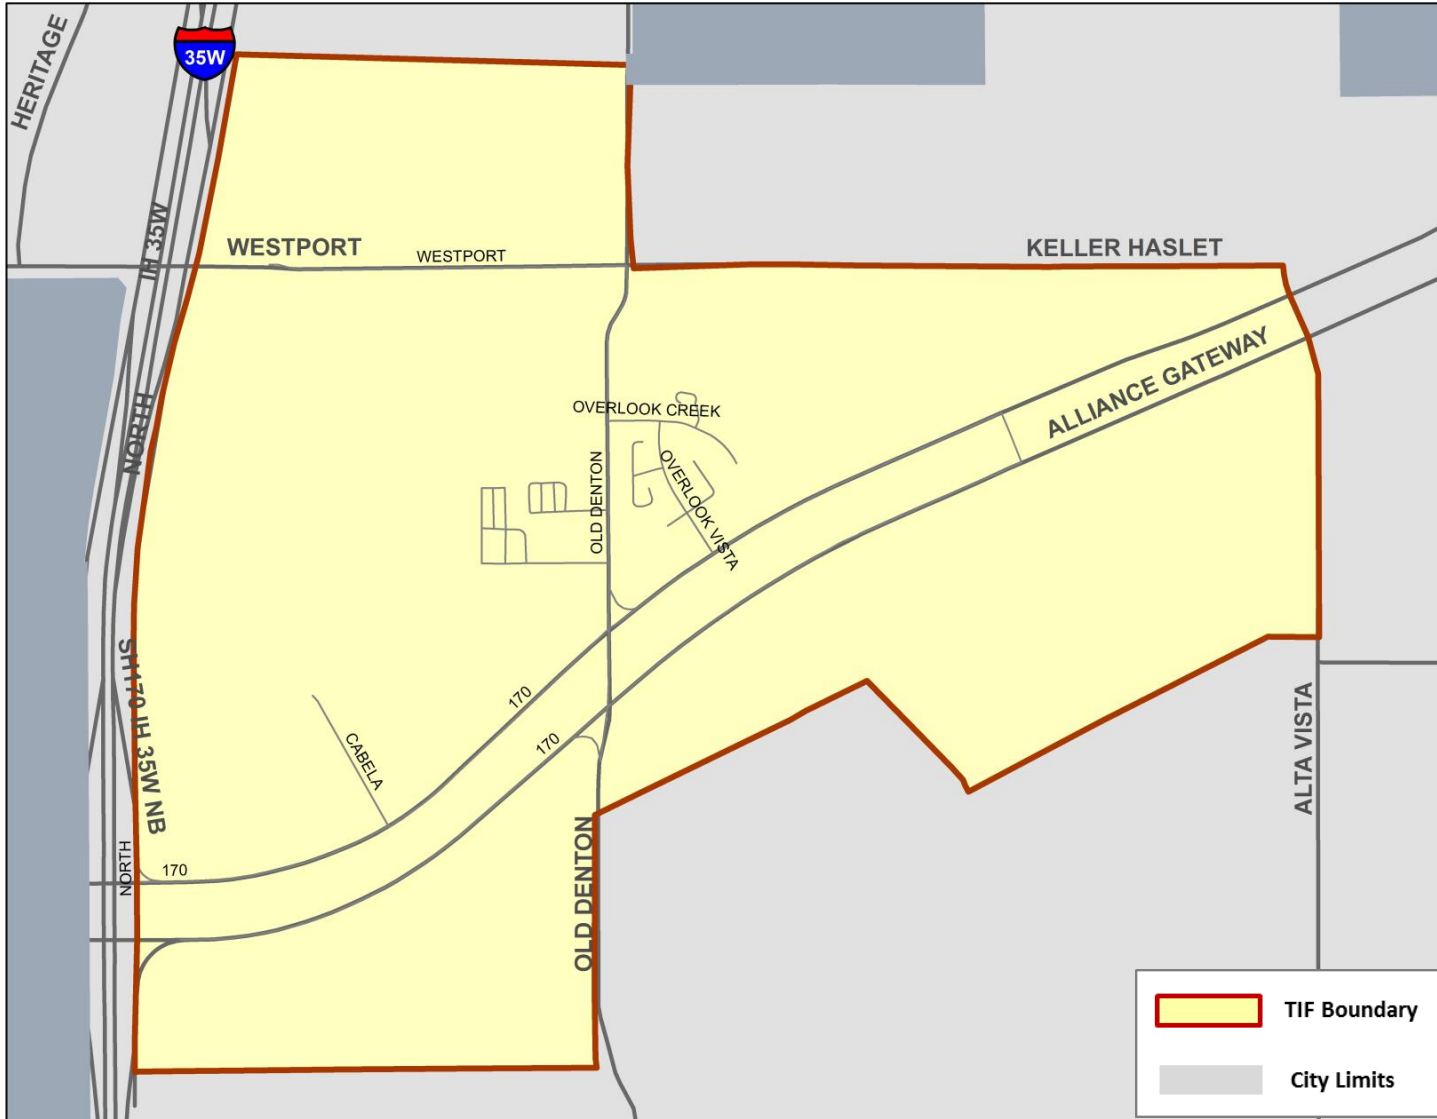 HERITAGE
35W
IH 35W
WESTPORT
WESTPORT
KELLER HASLET
ALLIANCE GATEWAY
NORTH
OVERLOOK CREEK
OLD DENTON
OVERLOOK VISTA
SH170 IH 35W NB
170
170
CABELA
ALTA VISTA
NORTH
170
OLD DENTON
TIF Boundary
City Limits